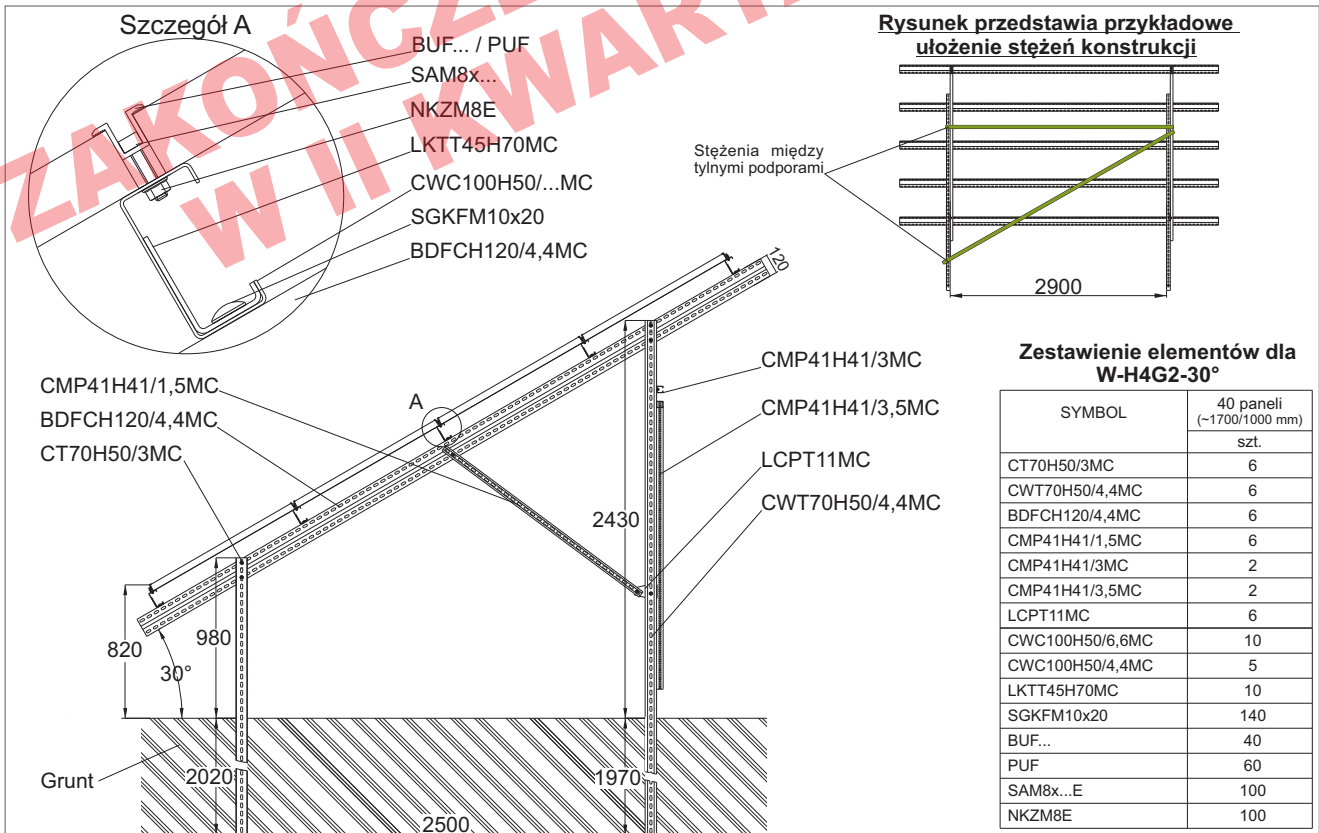 Szczegół A
BUF... / PUF
SAM8x...
NKZM8E
LKTT45H70MC
CWC100H50/...MC
SGKFM10x20
BDFCH120/4,4MC
ZAKOŃCZE
W II KWARTA
Rysunek przedstawia przykładowe
ułożenie stężeń konstrukcji
Stężenia między
tylnymi podporami
2900
CMP41H41/1,5MC
BDFCH120/4,4MC
CT70H50/3MC
A
120
CMP41H41/3MC
CMP41H41/3,5MC
LCPT11MC
CWT70H50/4,4MC
2430
820
980
30°
Grunt
2020
1970
2500
Zestawienie elementów dla
W-H4G2-30°
SYMBOL 40 paneli
(~1700/1000 mm)
szt.
CT70H50/3MC 6
CWT70H50/4,4MC 6
BDFCH120/4,4MC 6
CMP41H41/1,5MC 6
CMP41H41/3MC 2
CMP41H41/3,5MC 2
LCPT11MC 6
CWC100H50/6,6MC 10
CWC100H50/4,4MC 5
LKTT45H70MC 10
SGKFM10x20 140
BUF... 40
PUF 60
SAM8x...E 100
NKZM8E 100